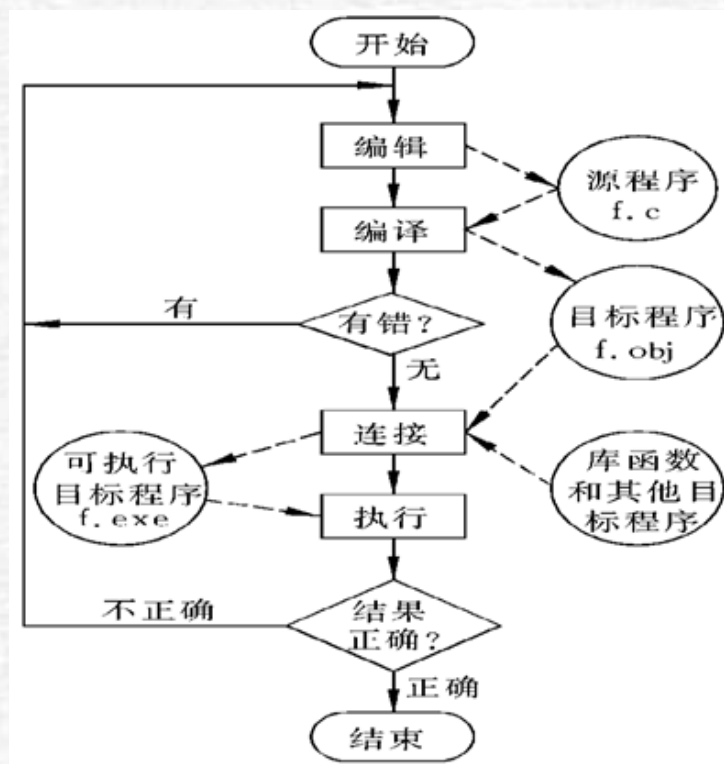 开始
编辑
源程序
f.c
编译
有
有错?
目标程序
f.obj
无
连接
可执行
目标程序
f.exe
库函数
和其他目
标程序
执行
不正确
结果
正确?
正确
结束